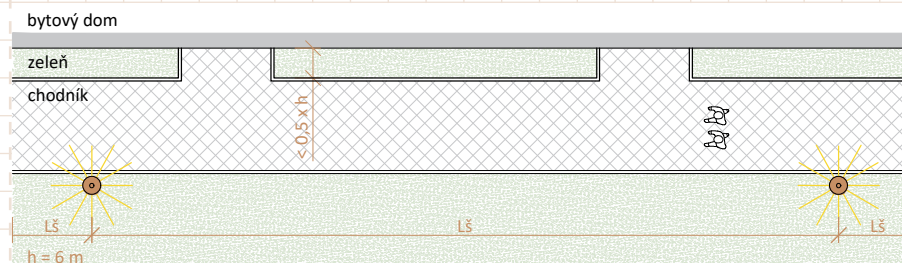 bytový dom
zeleň
chodník
< 0,5 x h
Lš
Lš
Lš
h = 6 m